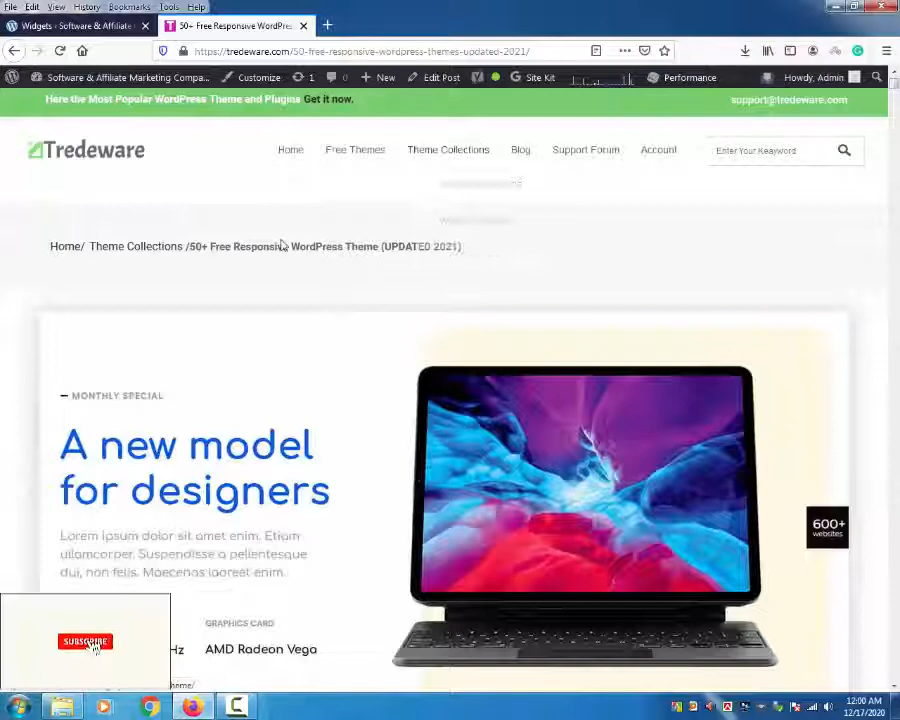 File Edit View History Bookmarks Tools Help
Widgets - Software & Affiliate
50+ Free Responsive WordPres
https://tredeware.com/50-free-responsive-wordpress-themes-updated-2021/
Software & Affiliate Marketing Compa... Customize 1 0 New Edit Post Site Kit Performance Howdy, Admin
Here the Most Popular WordPress Theme and Plugins Get it now. support@tredeware.com
Tredeware Home Free Themes Theme Collections Blog Support Forum Account Enter Your Keayword
Home/ Theme Collections /50+ Free Responsive WordPress Theme (UPDATED 2021)
MONTHLY SPECIAL
A new model
for designers
Lorem ipsum dolor sit amet enim. Etiam
ullamcorper. Suspendisse a pellentesque
dui, non felis. Maecenas laoreet enim.
600+
websites
GRAPHICS CARD
SUBSCRIBE
Hz AMD Radeon Vega
eme/
12:00 AM
12/17/2020